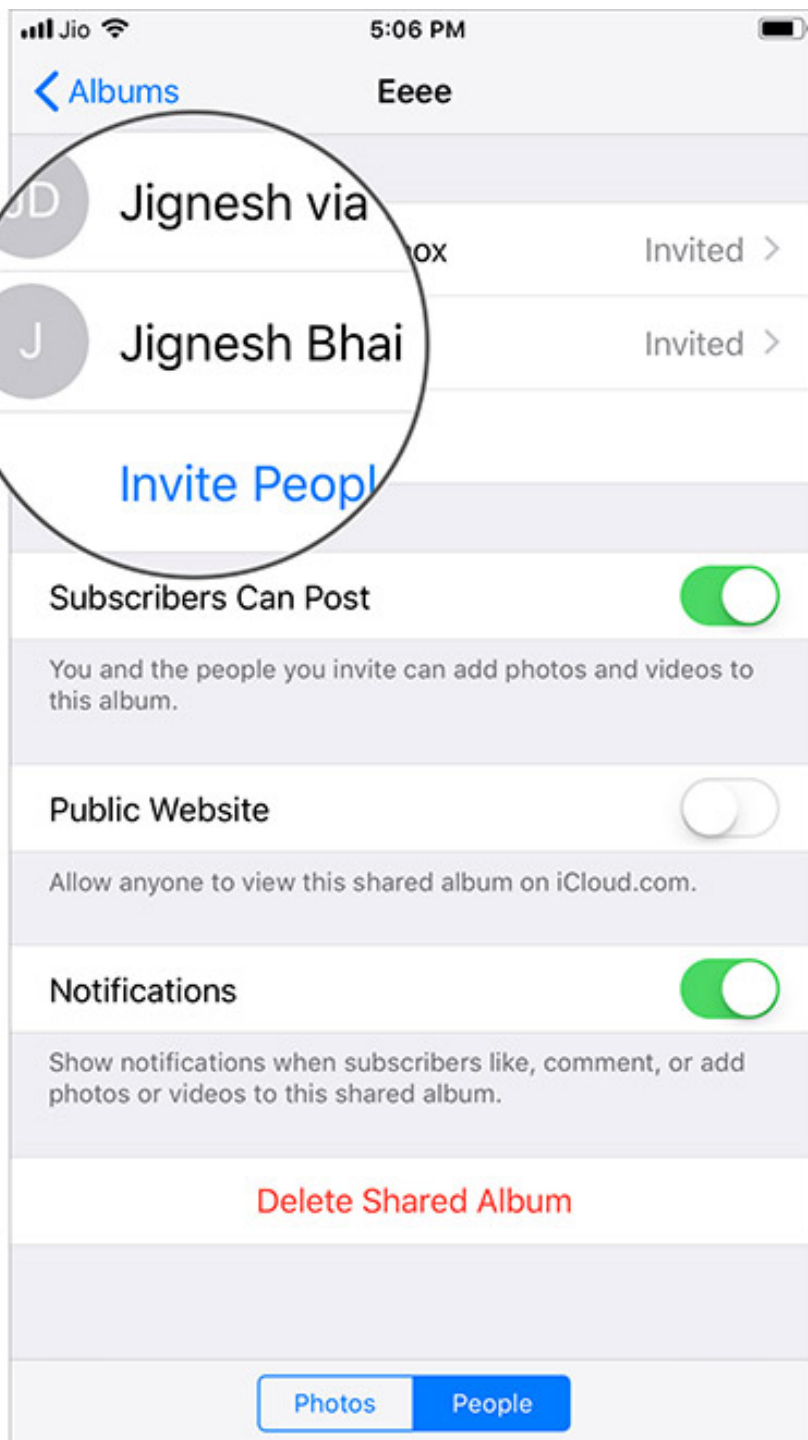 Jio 5:06 PM
Albums Eeee
JD Jignesh via
ox Invited
J Jignesh Bhai Invited
Invite Peopl
Subscribers Can Post
You and the people you invite can add photos and videos to
this album.
Public Website
Allow anyone to view this shared album on iCloud.com.
Notifications
Show notifications when subscribers like, comment, or add
photos or videos to this shared album.
Delete Shared Album
Photos People